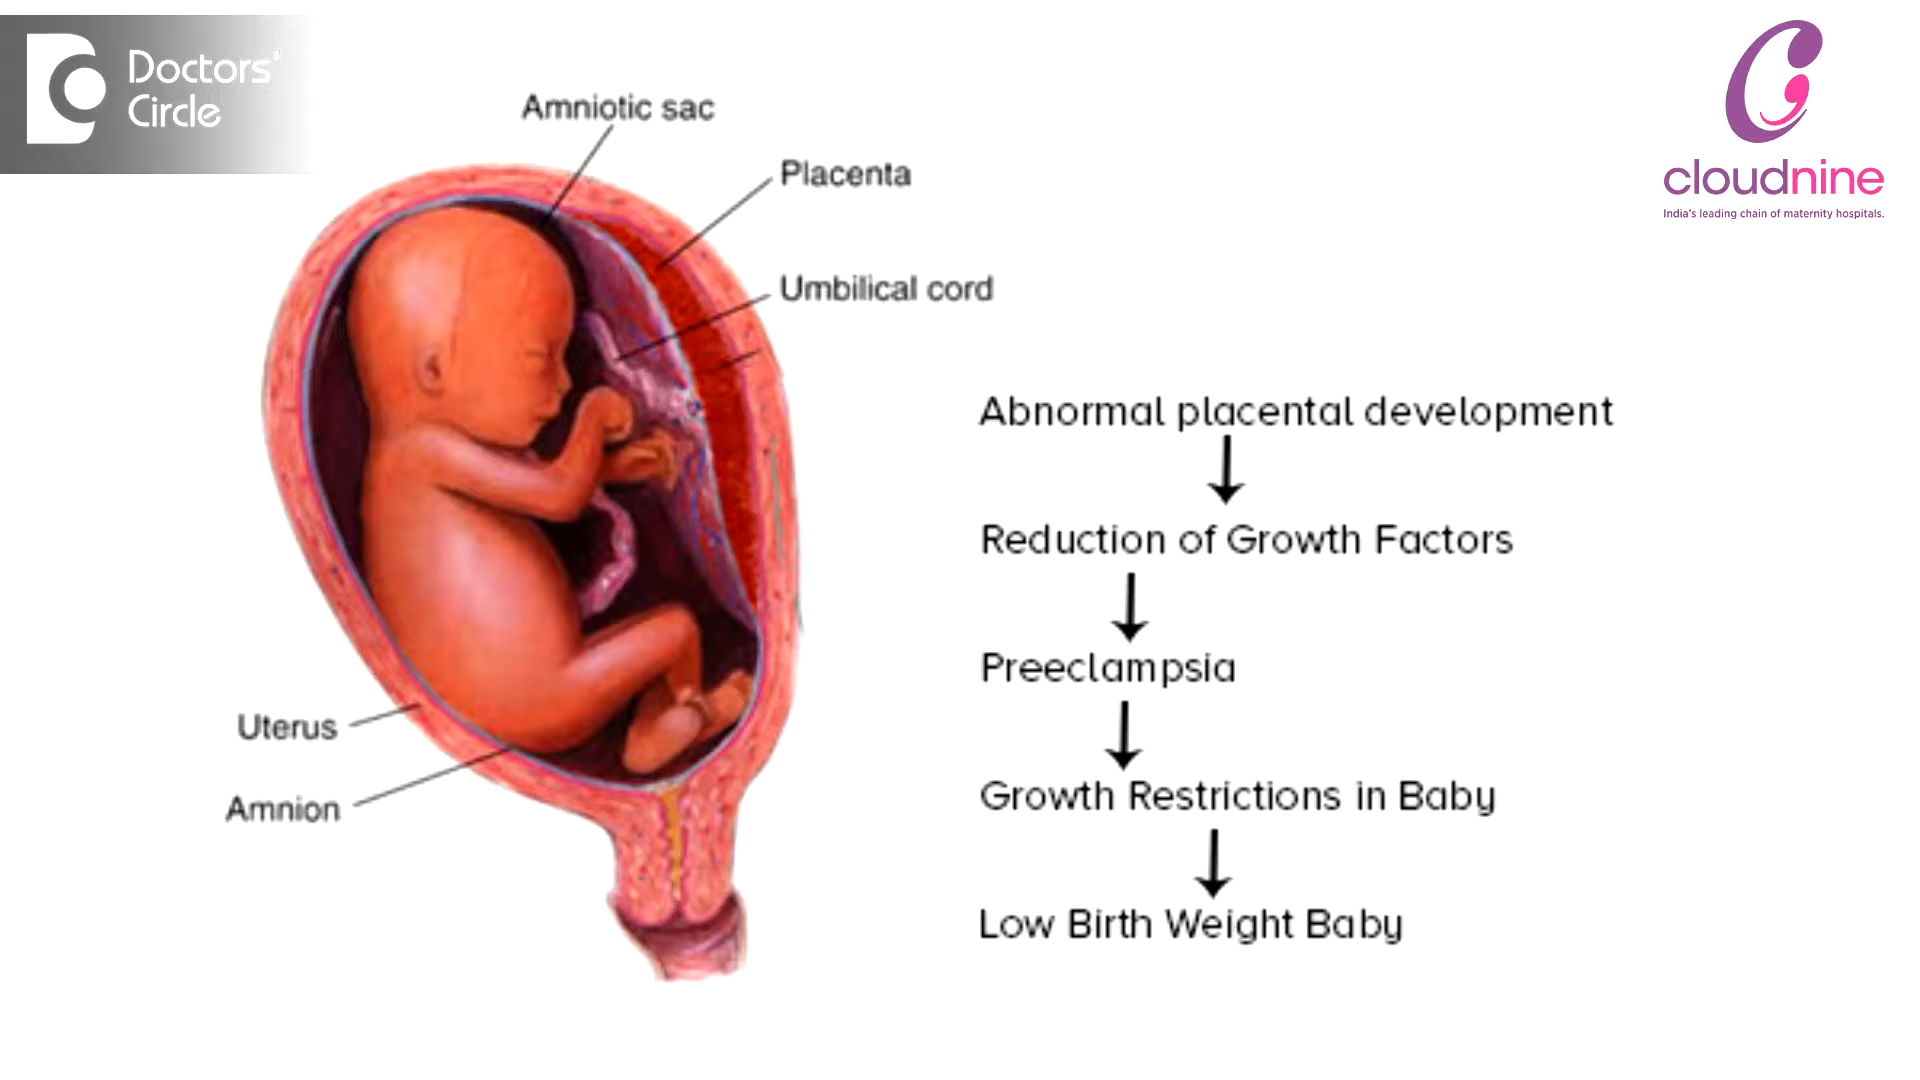 Doctors'
Circle
cloudnine
India's leading chain of maternity hospitals.
Amniotic sac
Placenta
Umbilical cord
Uterus
Amnion
Abnormal placental development
Reduction of Growth Factors
Preeclampsia
Growth Restrictions in Baby
Low Birth Weight Baby